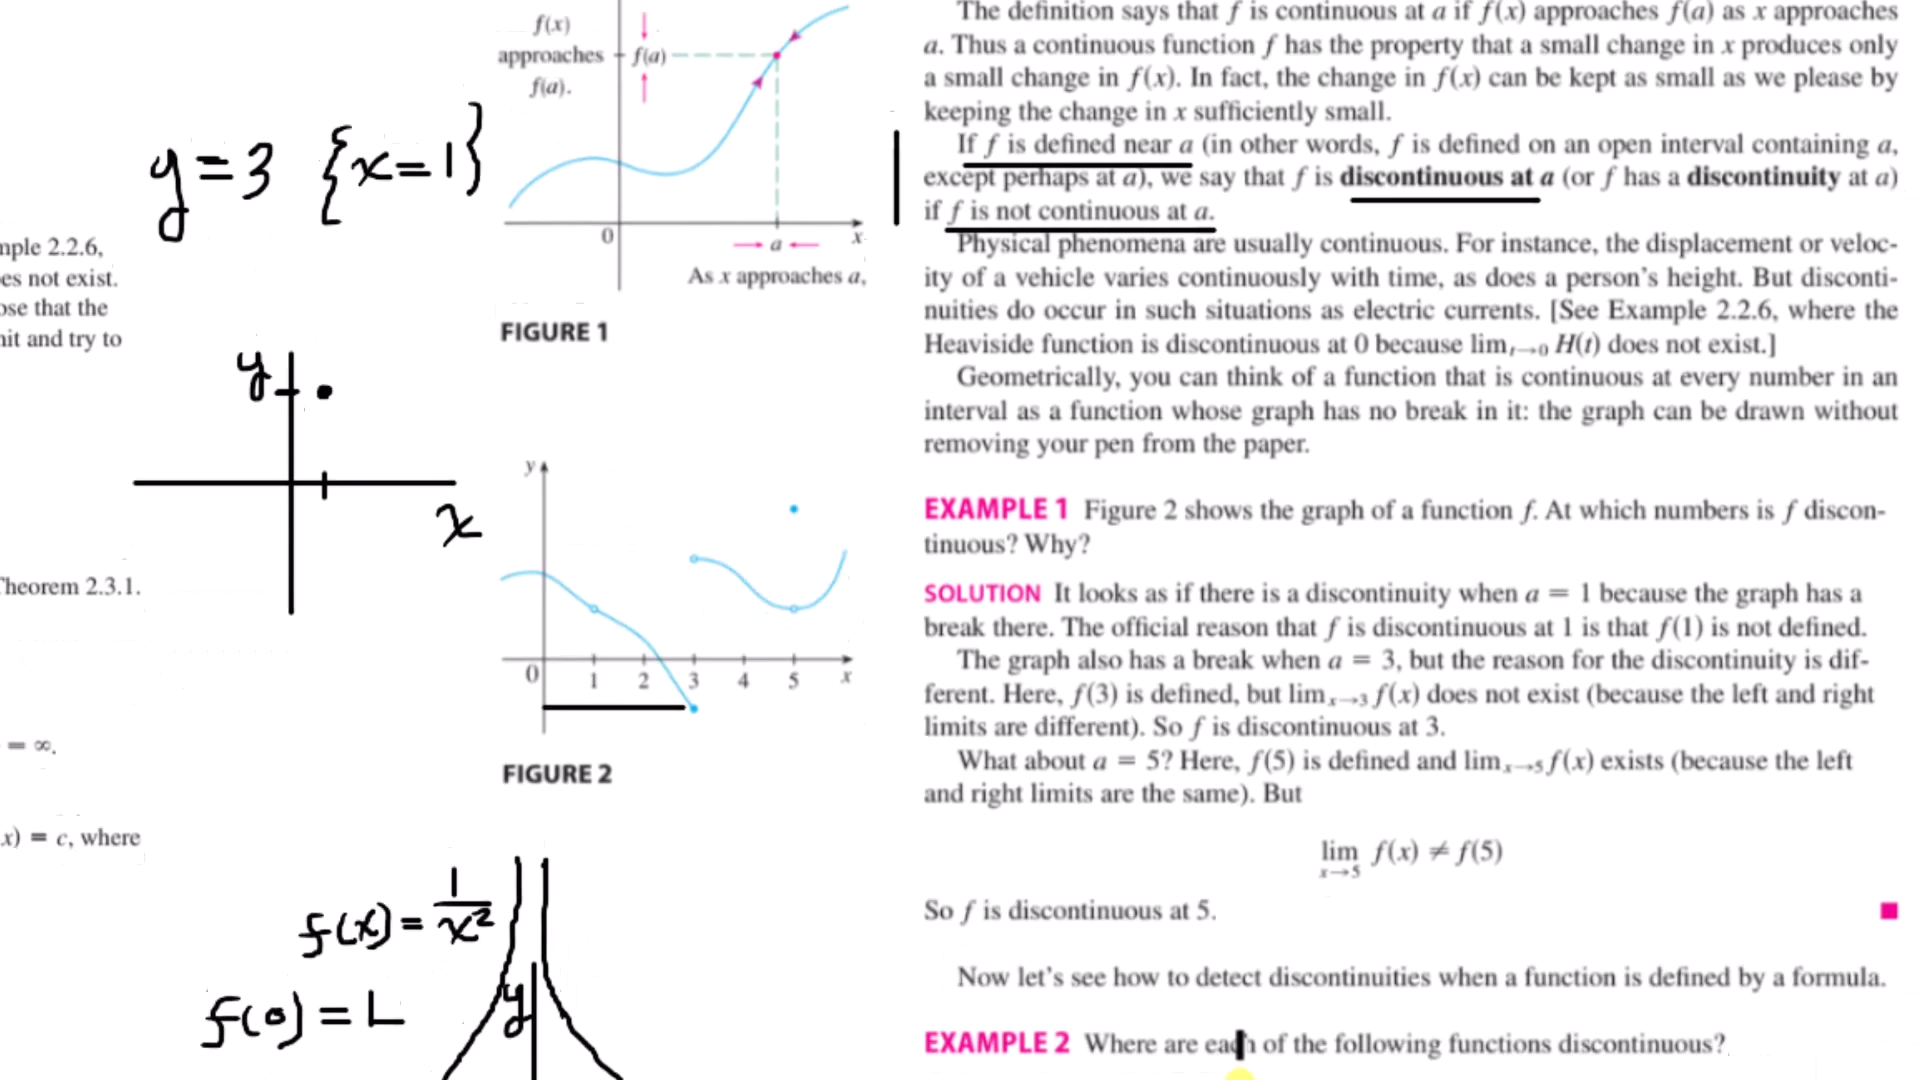 f(x)
approaches
f(a).
f(a)
0
a
x
As x approaches a,
FIGURE 1
y = 3 {x = 1}
mple 2.2.6,
es not exist.
ose that the
nit and try to
y
x
Theorem 2.3.1.
= ∞.
x) = c, where
y
0
1 2 3 4 5 x
FIGURE 2
f(x) = 1/x²
f(0) = L
y
The definition says that f is continuous at a if f(x) approaches f(a) as x approaches
a. Thus a continuous function f has the property that a small change in x produces only
a small change in f(x). In fact, the change in f(x) can be kept as small as we please by
keeping the change in x sufficiently small.
If f is defined near a (in other words, f is defined on an open interval containing a,
except perhaps at a), we say that f is discontinuous at a (or f has a discontinuity at a)
if f is not continuous at a.
Physical phenomena are usually continuous. For instance, the displacement or veloc-
ity of a vehicle varies continuously with time, as does a person's height. But disconti-
nuities do occur in such situations as electric currents. [See Example 2.2.6, where the
Heaviside function is discontinuous at 0 because lim t→0 H(t) does not exist.]
Geometrically, you can think of a function that is continuous at every number in an
interval as a function whose graph has no break in it: the graph can be drawn without
removing your pen from the paper.
EXAMPLE 1 Figure 2 shows the graph of a function f. At which numbers is f discon-
tinuous? Why?
SOLUTION It looks as if there is a discontinuity when a = 1 because the graph has a
break there. The official reason that f is discontinuous at 1 is that f(1) is not defined.
The graph also has a break when a = 3, but the reason for the discontinuity is dif-
ferent. Here, f(3) is defined, but lim x→3 f(x) does not exist (because the left and right
limits are different). So f is discontinuous at 3.
What about a = 5? Here, f(5) is defined and lim x→5 f(x) exists (because the left
and right limits are the same). But
lim x→5 f(x) ≠ f(5)
So f is discontinuous at 5.
Now let's see how to detect discontinuities when a function is defined by a formula.
EXAMPLE 2 Where are each of the following functions discontinuous?